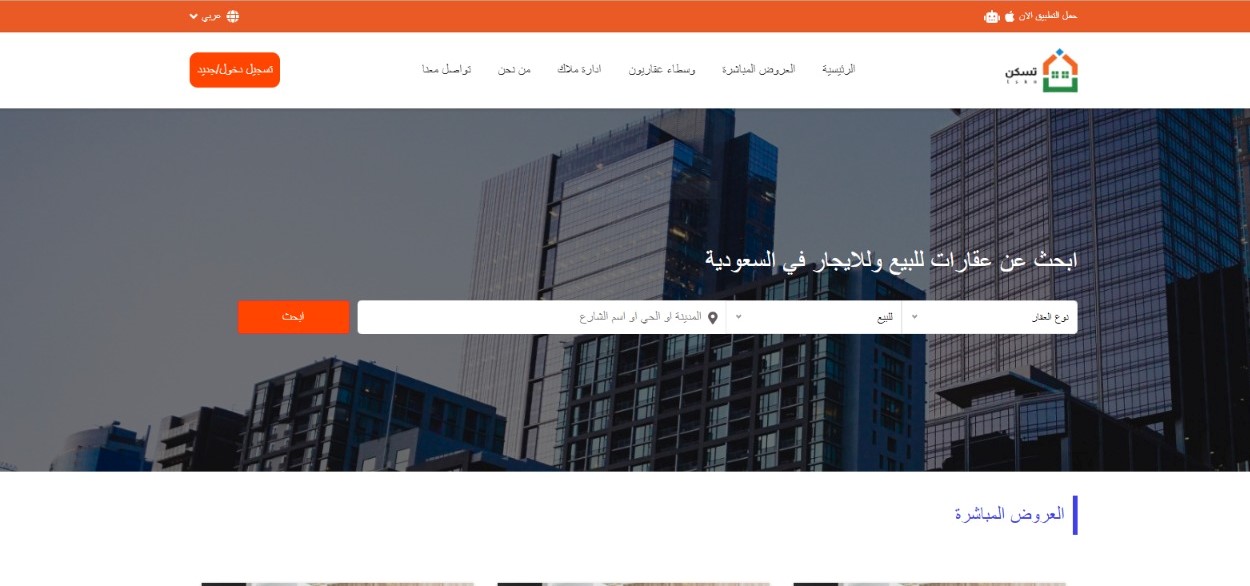 حمل التطبيق الان
عربي
تسكن
الرئيسية
العروض المباشرة
وسطاء عقاريون
ادارة ملاك
من نحن
تواصل معنا
تسجيل دخول/جديد
ابحث عن عقارات للبيع وللايجار في السعودية
نوع العقار
للبيع
المدينة او الحي او اسم الشارع
ابحث
العروض المباشرة